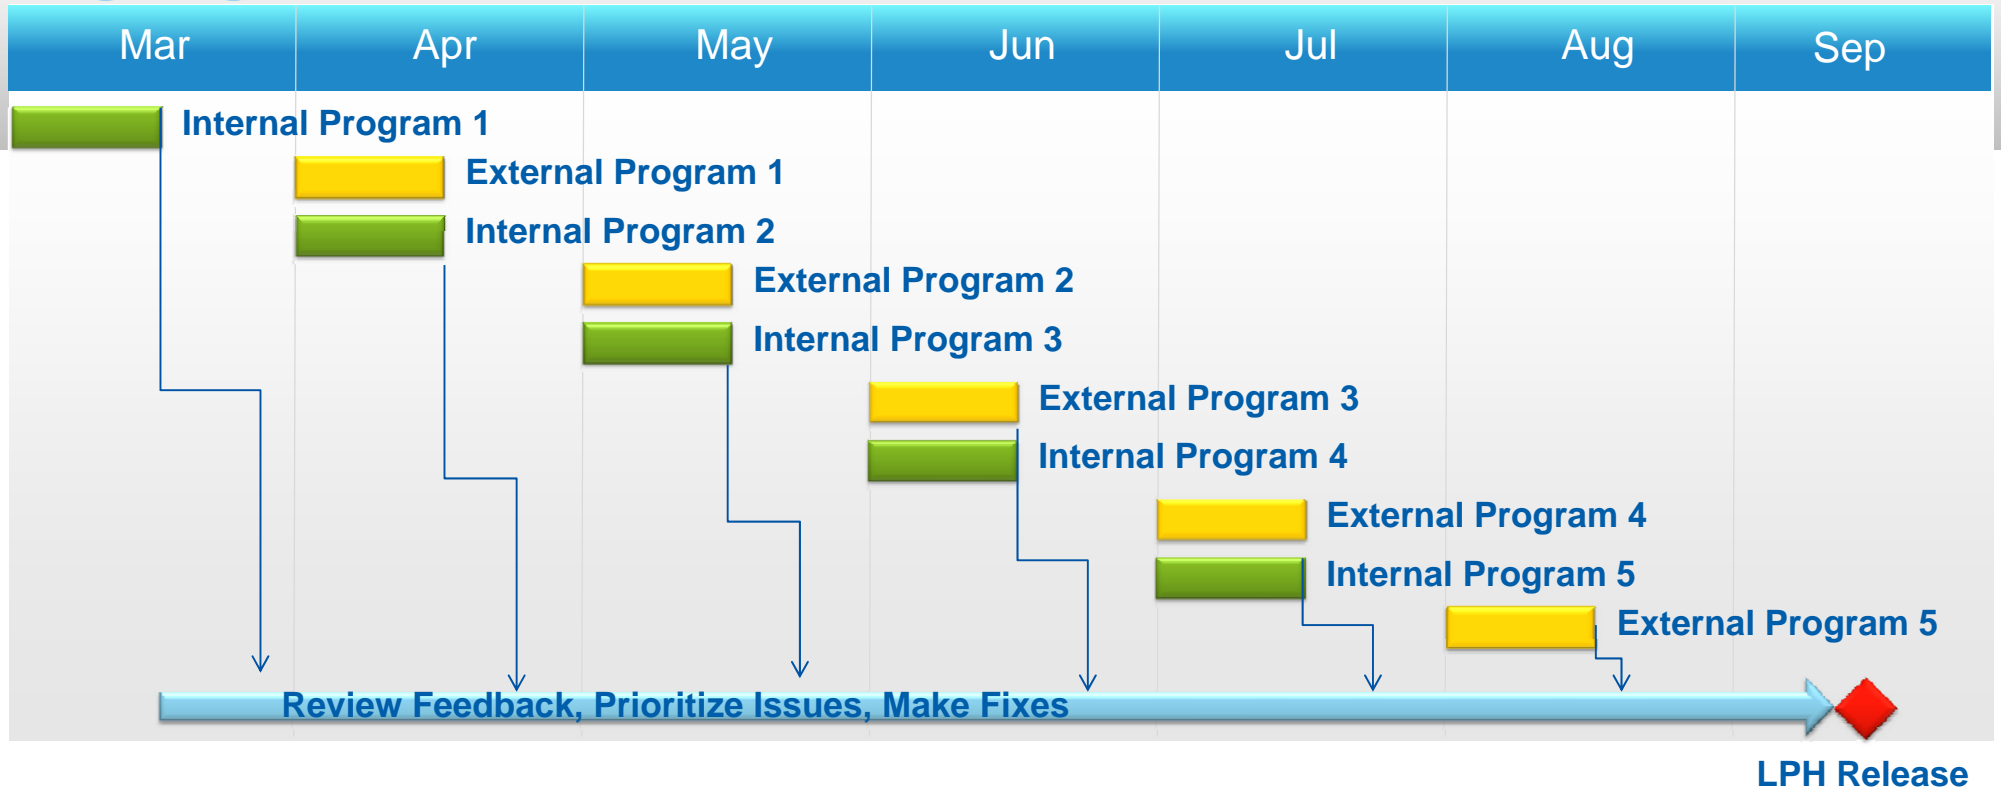 Mar Apr May Jun Jul Aug Sep
Internal Program 1
External Program 1
Internal Program 2
External Program 2
Internal Program 3
External Program 3
Internal Program 4
External Program 4
Internal Program 5
External Program 5
Review Feedback, Prioritize Issues, Make Fixes
LPH Release